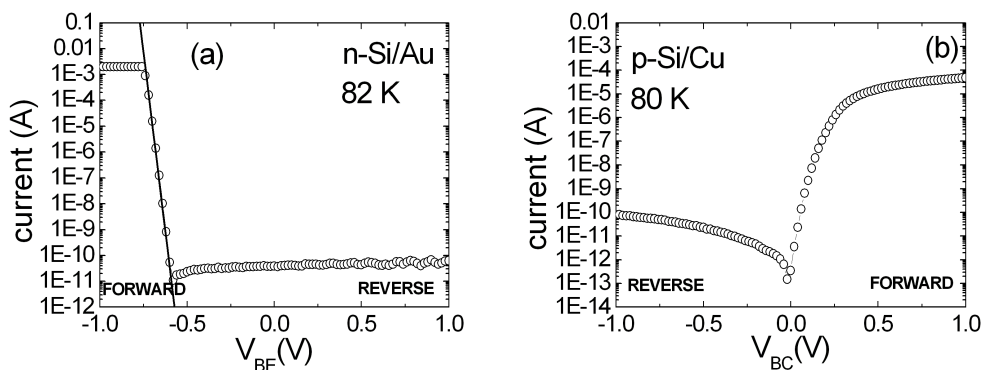 0.1
0.01
1E-3
1E-4
1E-5
1E-6
1E-7
1E-8
1E-9
1E-10
1E-11
1E-12
current (A)
(a)
n-Si/Au
82 K
FORWARD
REVERSE
-1.0
-0.5
0.0
0.5
1.0
V_BE(V)
0.1
0.01
1E-3
1E-4
1E-5
1E-6
1E-7
1E-8
1E-9
1E-10
1E-11
1E-12
1E-13
1E-14
current (A)
p-Si/Cu
(b)
80 K
REVERSE
FORWARD
-1.0
-0.5
0.0
0.5
1.0
V_BC(V)